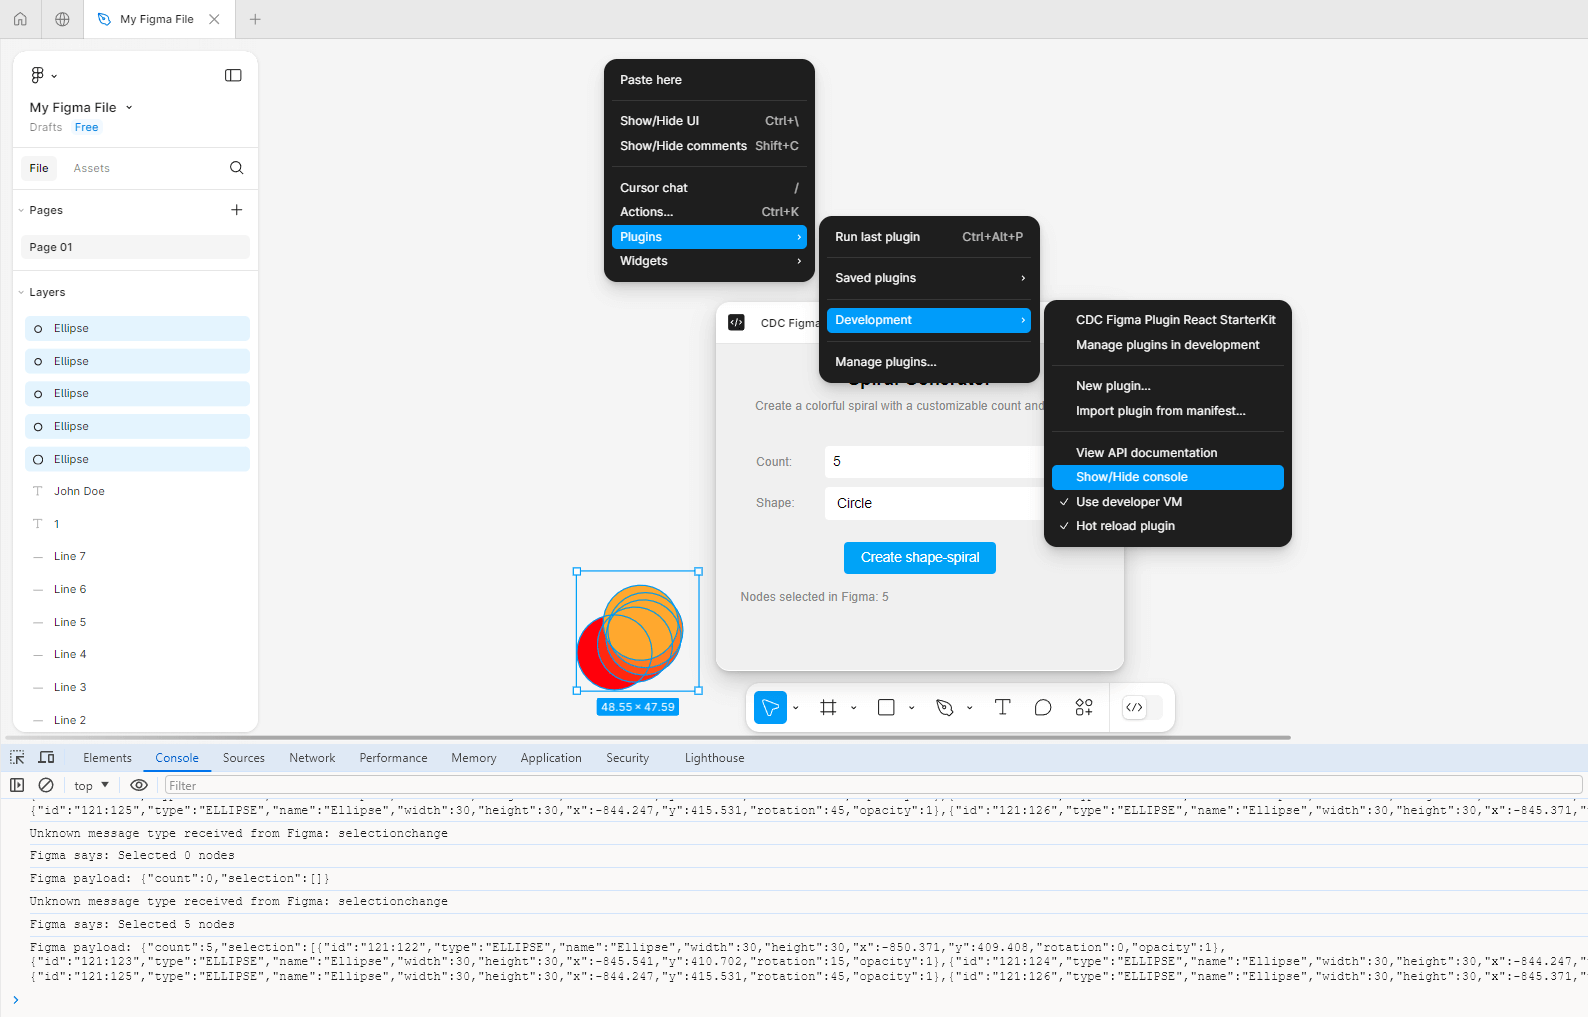 My Figma File
My Figma File
Drafts Free
File Assets
Pages
Page 01
Layers
Ellipse
Ellipse
Ellipse
Ellipse
Ellipse
John Doe
1
Line 7
Line 6
Line 5
Line 4
Line 3
Line 2
Paste here
Show/Hide UI Ctrl+\
Show/Hide comments Shift+C
Cursor chat /
Actions... Ctrl+K
Plugins
Widgets
Run last plugin Ctrl+Alt+P
Saved plugins
Development
Manage plugins...
CDC Figma Plugin React StarterKit
Manage plugins in development
New plugin...
Import plugin from manifest...
View API documentation
Show/Hide console
Use developer VM
Hot reload plugin
CDC Figma
Spiral Generator
Create a colorful spiral with a customizable count and
Count: 5
Shape: Circle
Create shape-spiral
Nodes selected in Figma: 5
48.55 × 47.59
Elements Console Sources Network Performance Memory Application Security Lighthouse
top Filter
{"id":"121:125","type":"ELLIPSE","name":"Ellipse","width":30,"height":30,"x":-844.247,"y":415.531,"rotation":45,"opacity":1},{"id":"121:126","type":"ELLIPSE","name":"Ellipse","width":30,"height":30,"x":-845.371,"
Unknown message type received from Figma: selectionchange
Figma says: Selected 0 nodes
Figma payload: {"count":0,"selection":[]}
Unknown message type received from Figma: selectionchange
Figma says: Selected 5 nodes
Figma payload: {"count":5,"selection":[{"id":"121:122","type":"ELLIPSE","name":"Ellipse","width":30,"height":30,"x":-850.371,"y":409.408,"rotation":0,"opacity":1},
{"id":"121:123","type":"ELLIPSE","name":"Ellipse","width":30,"height":30,"x":-845.541,"y":410.702,"rotation":15,"opacity":1},{"id":"121:124","type":"ELLIPSE","name":"Ellipse","width":30,"height":30,"x":-844.247,"
{"id":"121:125","type":"ELLIPSE","name":"Ellipse","width":30,"height":30,"x":-844.247,"y":415.531,"rotation":45,"opacity":1},{"id":"121:126","type":"ELLIPSE","name":"Ellipse","width":30,"height":30,"x":-845.371,"